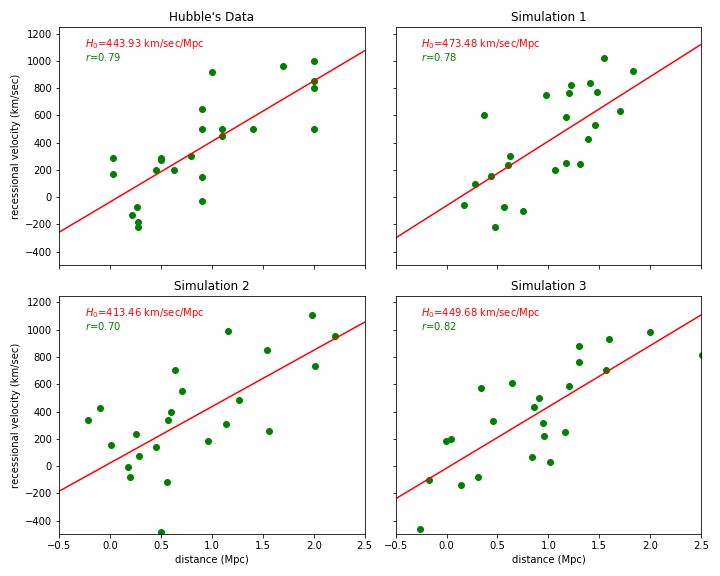 Hubble's Data
H₀=443.93 km/sec/Mpc
r=0.79
1200
1000
800
600
400
200
0
−200
−400
recessional velocity (km/sec)
Simulation 1
H₀=473.48 km/sec/Mpc
r=0.78
Simulation 2
H₀=413.46 km/sec/Mpc
r=0.70
1200
1000
800
600
400
200
0
−200
−400
recessional velocity (km/sec)
−0.5 0.0 0.5 1.0 1.5 2.0 2.5
distance (Mpc)
Simulation 3
H₀=449.68 km/sec/Mpc
r=0.82
−0.5 0.0 0.5 1.0 1.5 2.0 2.5
distance (Mpc)